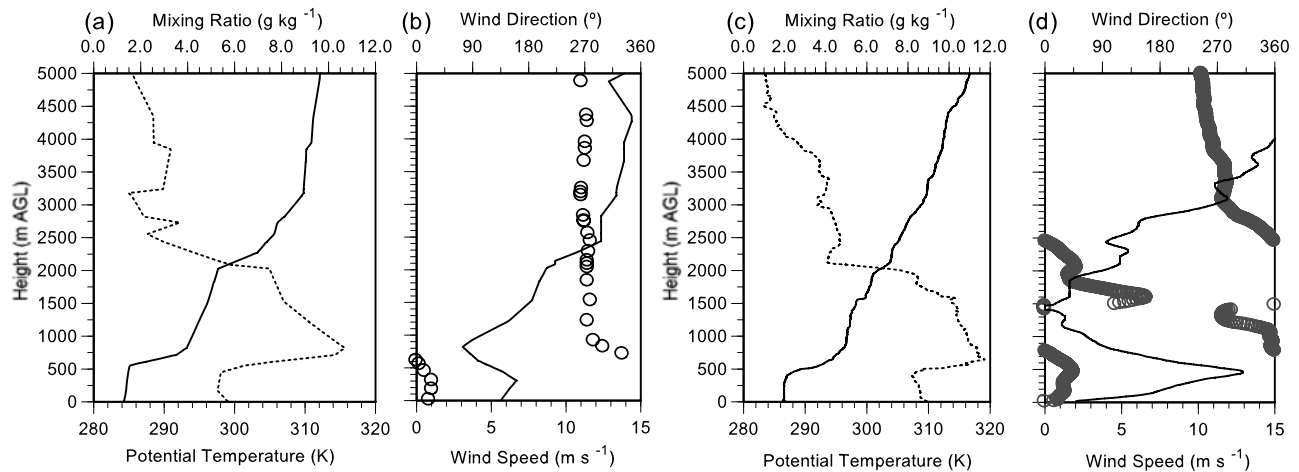 (a) Mixing Ratio (g kg -1)
0.0 2.0 4.0 6.0 8.0 10.0 12.0
5000
4500
4000
3500
3000
2500
2000
1500
1000
500
0
Height (m AGL)
280 290 300 310 320
Potential Temperature (K)
(b) Wind Direction (º)
0 90 180 270 360
0 5 10 15
Wind Speed (m s -1)
(c) Mixing Ratio (g kg -1)
0.0 2.0 4.0 6.0 8.0 10.0 12.0
5000
4500
4000
3500
3000
2500
2000
1500
1000
500
0
Height (m AGL)
280 290 300 310 320
Potential Temperature (K)
(d) Wind Direction (º)
0 90 180 270 360
0 5 10 15
Wind Speed (m s -1)